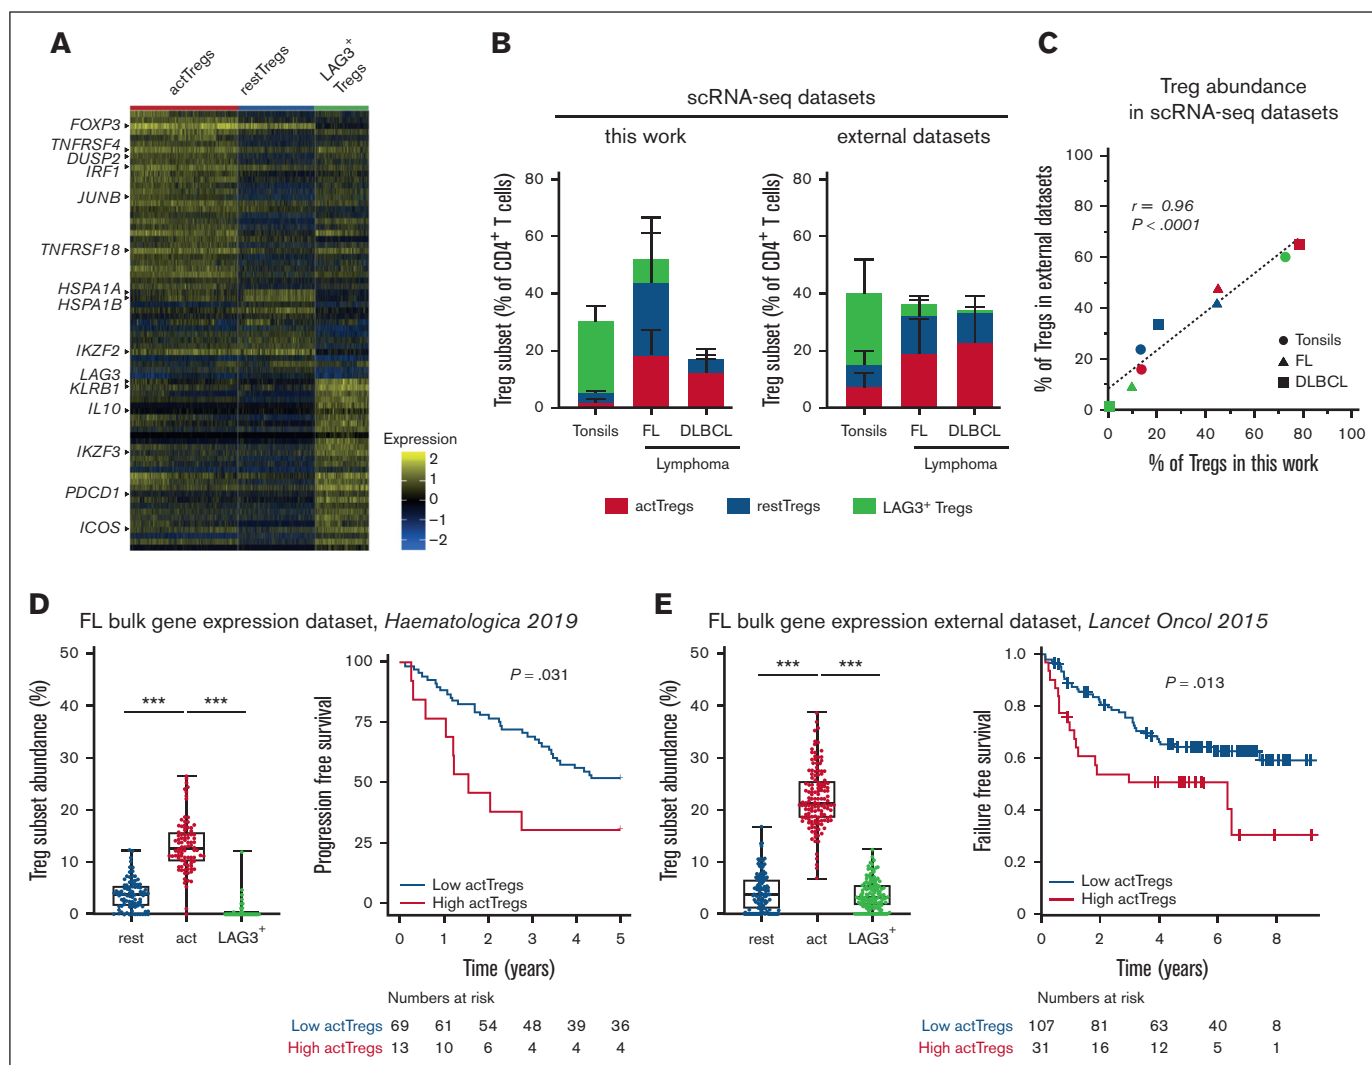 A
actTregs
restTregs
LAG3+
Tregs
FOXP3
TNFRSF4
DUSP2
IRF1
JUNB
TNFRSF18
HSPA1A
HSPA1B
IKZF2
LAG3
KLRB1
IL10
IKZF3
PDCD1
ICOS
Expression
2
1
0
−1
−2
B
scRNA-seq datasets
this work
external datasets
Treg subset (% of CD4+ T cells)
80
60
40
20
0
Tonsils FL DLBCL
Lymphoma
Treg subset (% of CD4+ T cells)
80
60
40
20
0
Tonsils FL DLBCL
Lymphoma
actTregs restTregs LAG3+ Tregs
C
Treg abundance
in scRNA-seq datasets
% of Tregs in external datasets
100
80
60
40
20
0
r = 0.96
P < .0001
Tonsils
FL
DLBCL
0 20 40 60 80 100
% of Tregs in this work
D
FL bulk gene expression dataset, Haematologica 2019
Treg subset abundance (%)
50
40
30
20
10
0
*** ***
rest act LAG3+
Progression free survival
100
75
50
25
0
P = .031
Low actTregs
High actTregs
0 1 2 3 4 5
Time (years)
Numbers at risk
Low actTregs 69 61 54 48 39 36
High actTregs 13 10 6 4 4 4
E
FL bulk gene expression external dataset, Lancet Oncol 2015
Treg subset abundance (%)
50
40
30
20
10
0
*** ***
rest act LAG3+
Failure free survival
1.0
0.8
0.6
0.4
0.2
0
P = .013
Low actTregs
High actTregs
0 2 4 6 8
Time (years)
Numbers at risk
Low actTregs 107 81 63 40 8
High actTregs 31 16 12 5 1